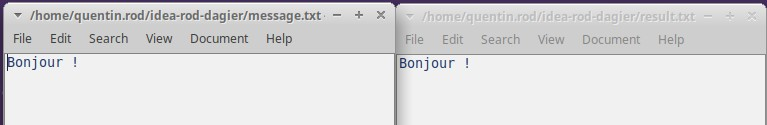 /home/quentin.rod/idea-rod-dagier/message.txt
File Edit Search View Document Help
Bonjour !
/home/quentin.rod/idea-rod-dagier/result.txt
File Edit Search View Document Help
Bonjour !